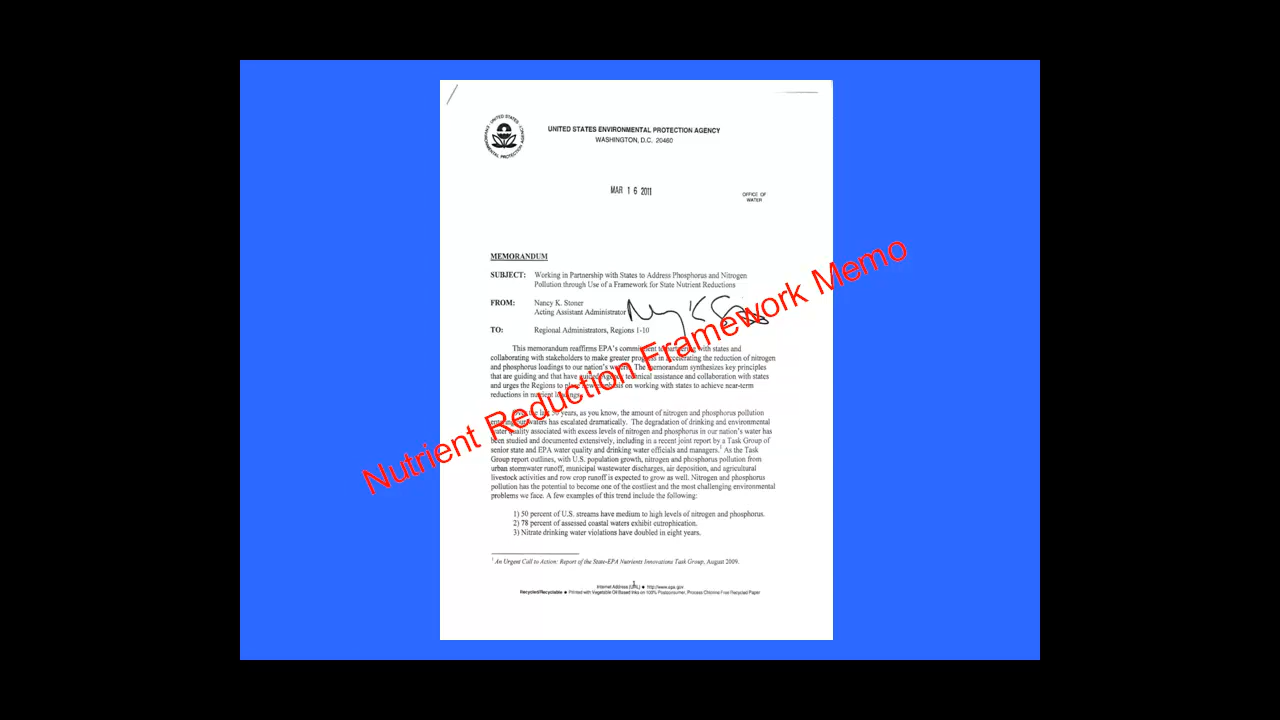 UNITED STATES ENVIRONMENTAL PROTECTION AGENCY
WASHINGTON, D.C. 20460
MAR 16 2011
OFFICE OF
WATER
MEMORANDUM
SUBJECT: Working in Partnership with States to Address Phosphorus and Nitrogen
Pollution through Use of a Framework for State Nutrient Reductions
FROM: Nancy K. Stoner
Acting Assistant Administrator
TO: Regional Administrators, Regions 1-10
This memorandum reaffirms EPA's commitment to partnering with states and
collaborating with stakeholders to make greater progress in accelerating the reduction of nitrogen
and phosphorus loadings to our nation's waters. The memorandum synthesizes key principles
that are guiding and that have guided Agency technical assistance and collaboration with states
and urges the Regions to place new emphasis on working with states to achieve near-term
reductions in nutrient loadings.
Over the last 50 years, as you know, the amount of nitrogen and phosphorus pollution
entering our waters has escalated dramatically. The degradation of drinking and environmental
water quality associated with excess levels of nitrogen and phosphorus in our nation's water has
been studied and documented extensively, including in a recent joint report by a Task Group of
senior state and EPA water quality and drinking water officials and managers.1 As the Task
Group report outlines, with U.S. population growth, nitrogen and phosphorus pollution from
urban stormwater runoff, municipal wastewater discharges, air deposition, and agricultural
livestock activities and row crop runoff is expected to grow as well. Nitrogen and phosphorus
pollution has the potential to become one of the costliest and the most challenging environmental
problems we face. A few examples of this trend include the following:
1) 50 percent of U.S. streams have medium to high levels of nitrogen and phosphorus.
2) 78 percent of assessed coastal waters exhibit eutrophication.
3) Nitrate drinking water violations have doubled in eight years.
1 An Urgent Call to Action: Report of the State-EPA Nutrients Innovations Task Group, August 2009.
Internet Address (URL) • http://www.epa.gov
Recycled/Recyclable • Printed with Vegetable Oil Based Inks on 100% Postconsumer, Process Chlorine Free Recycled Paper
Nutrient Reduction Framework Memo